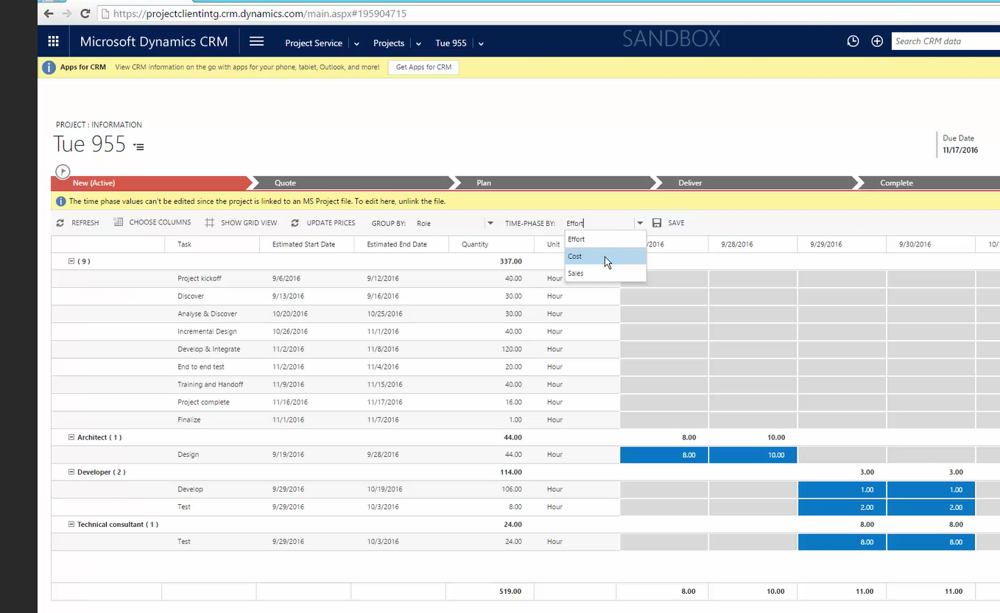 https://projectclientintg.crm.dynamics.com/main.aspx#195904715
Microsoft Dynamics CRM Project Service Projects Tue 955 SANDBOX Search CRM data
Apps for CRM View CRM information on the go with apps for your phone, tablet, Outlook, and more! Get Apps for CRM
PROJECT : INFORMATION
Tue 955
Due Date
11/17/2016
New (Active) Quote Plan Deliver Complete
The time phase values can't be edited since the project is linked to an MS Project file. To edit here, unlink the file.
REFRESH CHOOSE COLUMNS SHOW GRID VIEW UPDATE PRICES GROUP BY: Role TIME-PHASE BY: Effort SAVE
Effort
Cost
Sales
Task Estimated Start Date Estimated End Date Quantity Unit /2016 9/28/2016 9/29/2016 9/30/2016 10/
( 9 ) 337.00
Project kickoff 9/6/2016 9/12/2016 40.00 Hour
Discover 9/13/2016 9/16/2016 30.00 Hour
Analyse & Discover 10/20/2016 10/25/2016 30.00 Hour
Incremental Design 10/26/2016 11/1/2016 40.00 Hour
Develop & Integrate 11/2/2016 11/8/2016 120.00 Hour
End to end test 11/2/2016 11/4/2016 20.00 Hour
Training and Handoff 11/9/2016 11/15/2016 40.00 Hour
Project complete 11/16/2016 11/17/2016 16.00 Hour
Finalize 11/1/2016 11/7/2016 1.00 Hour
Architect ( 1 ) 44.00 8.00 10.00
Design 9/19/2016 9/28/2016 44.00 Hour 8.00 10.00
Developer ( 2 ) 114.00 3.00 3.00
Develop 9/29/2016 10/19/2016 106.00 Hour 1.00 1.00
Test 9/29/2016 10/3/2016 8.00 Hour 2.00 2.00
Technical consultant ( 1 ) 24.00 8.00 8.00
Test 9/29/2016 10/3/2016 24.00 Hour 8.00 8.00
519.00 8.00 10.00 11.00 11.00